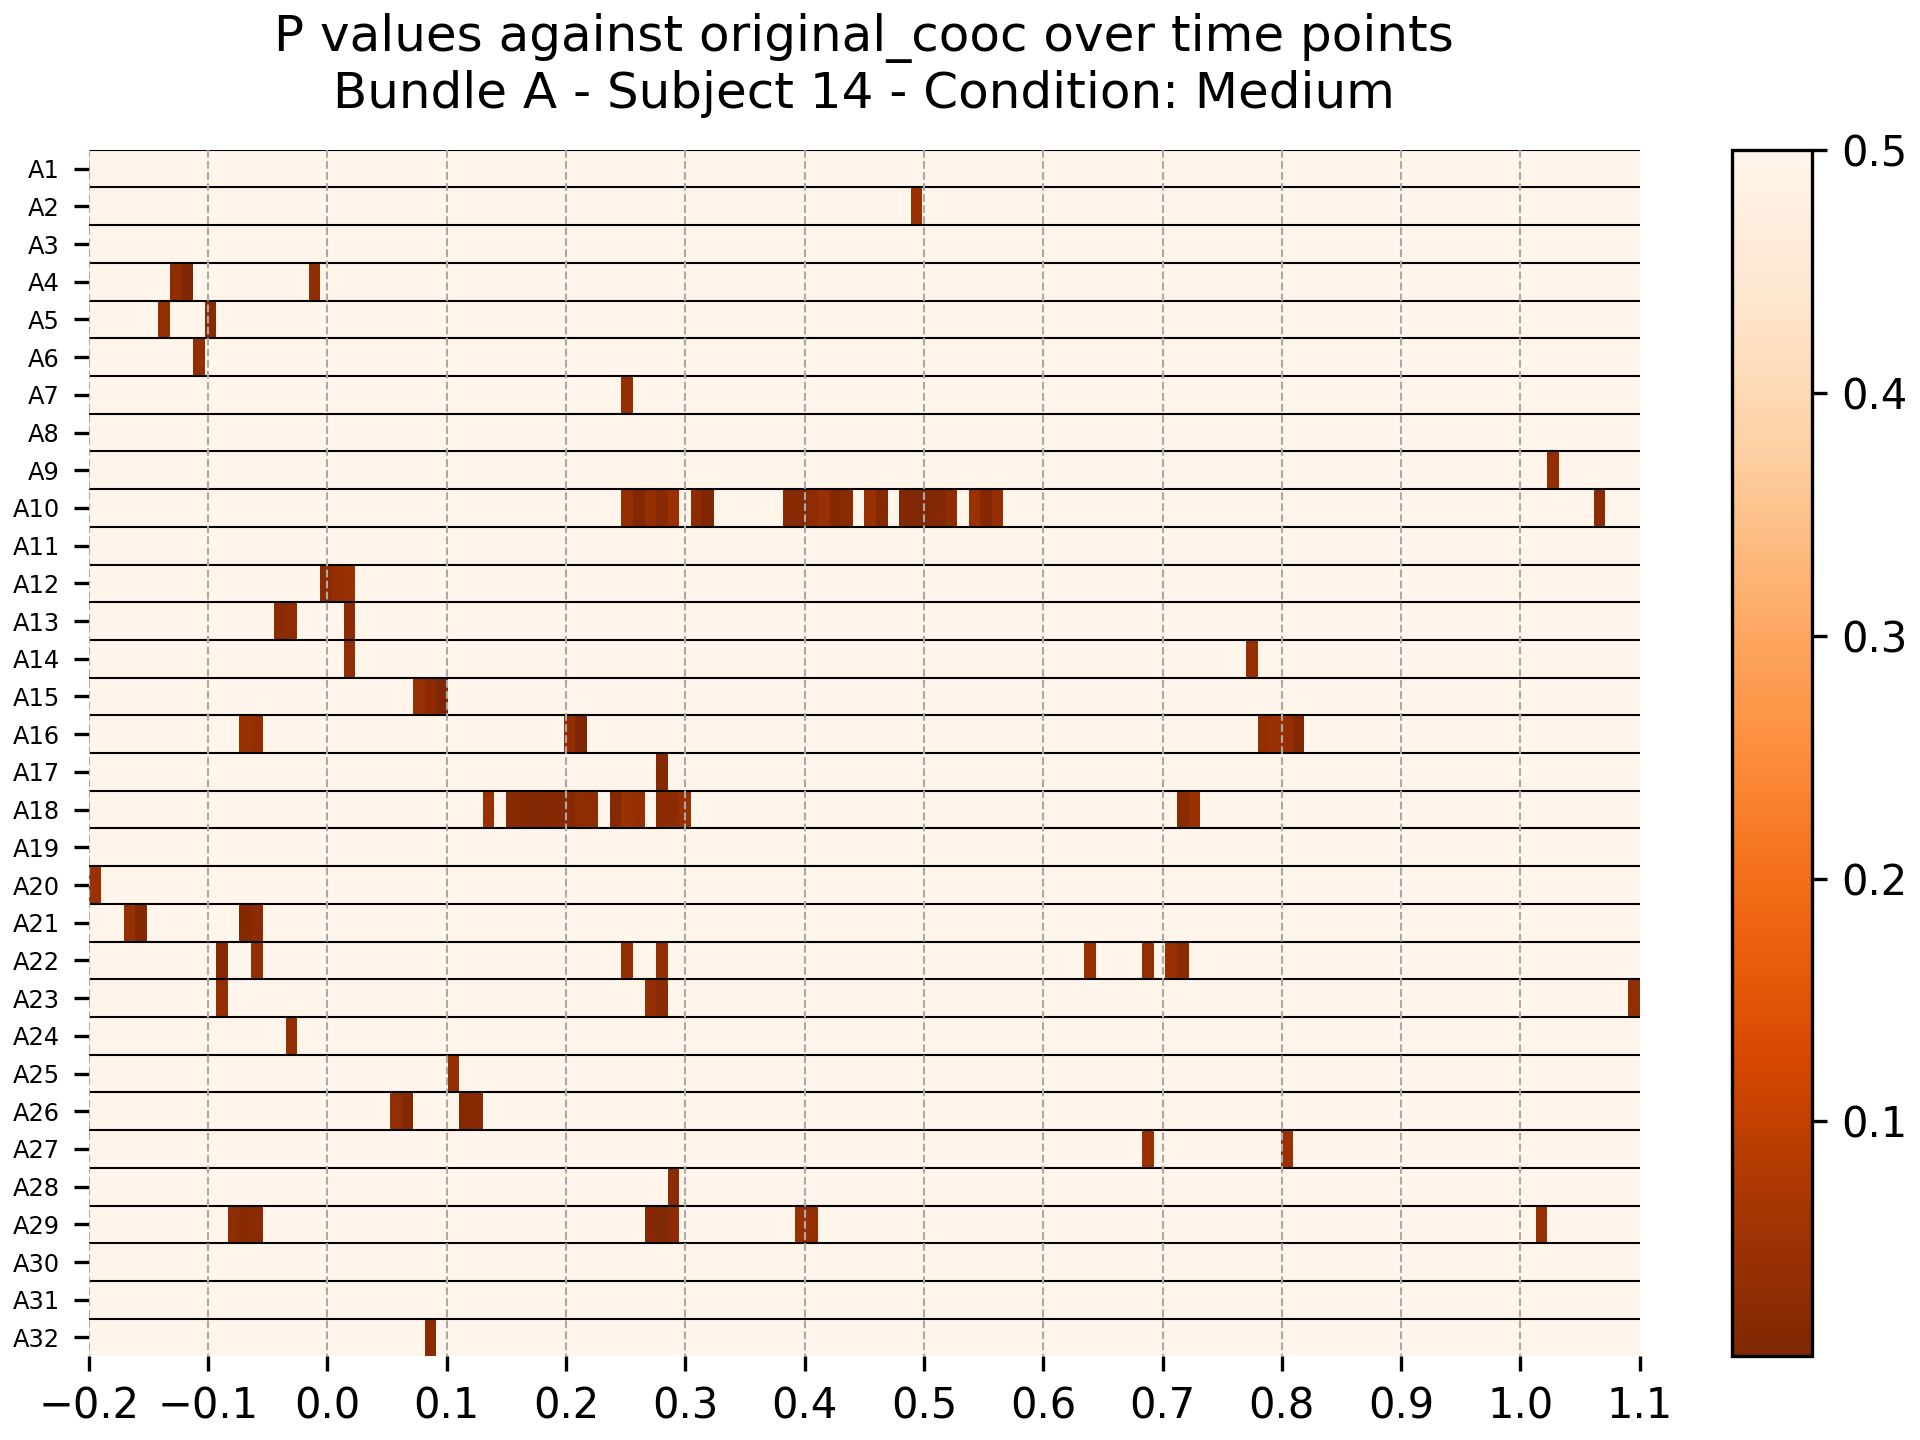 P values against original_cooc over time points
Bundle A - Subject 14 - Condition: Medium
A1
A2
A3
A4
A5
A6
A7
A8
A9
A10
A11
A12
A13
A14
A15
A16
A17
A18
A19
A20
A21
A22
A23
A24
A25
A26
A27
A28
A29
A30
A31
A32
−0.2 −0.1 0.0 0.1 0.2 0.3 0.4 0.5 0.6 0.7 0.8 0.9 1.0 1.1
0.5
0.4
0.3
0.2
0.1